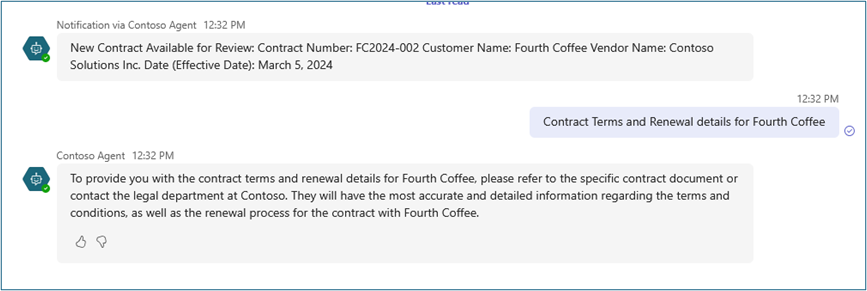 Last read
Notification via Contoso Agent 12:32 PM
New Contract Available for Review: Contract Number: FC2024-002 Customer Name: Fourth Coffee Vendor Name: Contoso
Solutions Inc. Date (Effective Date): March 5, 2024
12:32 PM
Contract Terms and Renewal details for Fourth Coffee
Contoso Agent 12:32 PM
To provide you with the contract terms and renewal details for Fourth Coffee, please refer to the specific contract document or
contact the legal department at Contoso. They will have the most accurate and detailed information regarding the terms and
conditions, as well as the renewal process for the contract with Fourth Coffee.